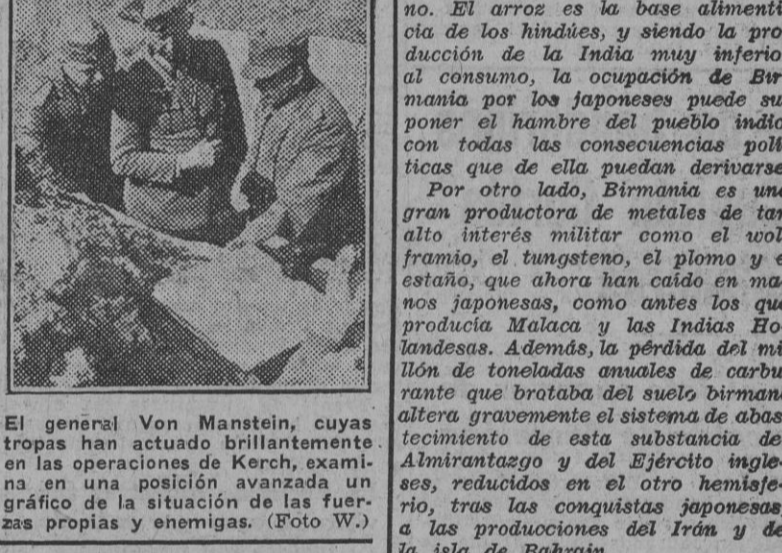 El general Von Manstein, cuyas
tropas han actuado brillantemente
en las operaciones de Kerch, exami-
na en una posición avanzada un
gráfico de la situación de las fuer-
zas propias y enemigas. (Foto W.)
no. El arroz es la base alimenti
cia de los hindúes, y siendo la pro
ducción de la India muy inferio
al consumo, la ocupación de Bir
mania por los japoneses puede su
poner el hambre del pueblo indio
con todas las consecuencias polí
ticas que de ella puedan derivarse
Por otro lado, Birmania es una
gran productora de metales de tan
alto interés militar como el wol
framio, el tungsteno, el plomo y e
estaño, que ahora han caído en ma
nos japonesas, como antes los que
producía Malaca y las Indias Ho
landesas. Además, la pérdida del mi
llón de toneladas anuales de carbu
rante que brotaba del suelo birman
altera gravemente el sistema de abas
tecimiento de esta substancia de
Almirantazgo y del Ejército ingle-
ses, reducidos en el otro hemisfe-
rio, tras las conquistas japonesas,
a las producciones del Irán y de
la isla de Bahrain